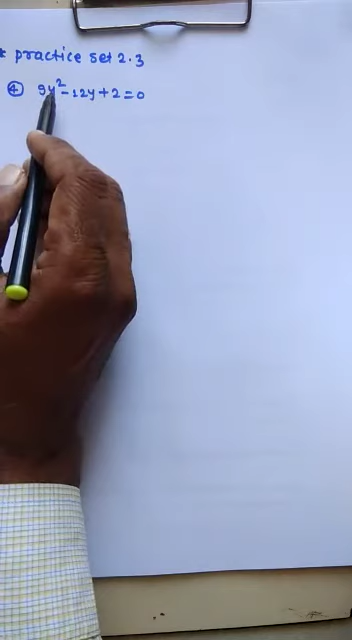 * practice set 2.3
④ 9y² - 12y + 2 = 0